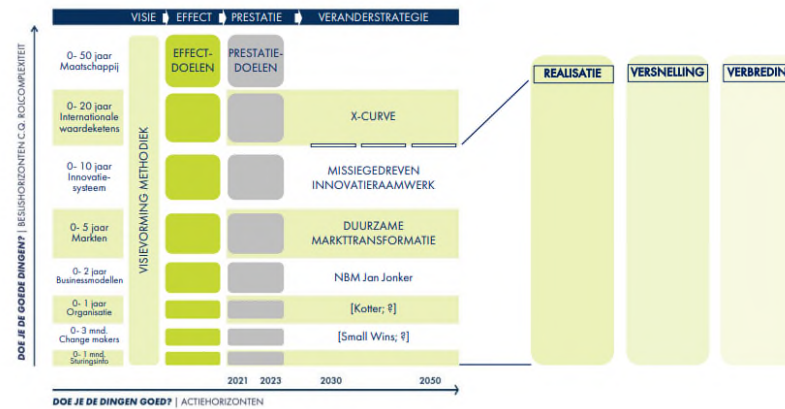 VISIE EFFECT PRESTATIE VERANDERSTRATEGIE
0- 50 jaar
Maatschappij
EFFECT-
DOELEN
PRESTATIE-
DOELEN
0- 20 jaar
Internationale
waardeketens
X-CURVE
0- 10 jaar
Innovatie-
systeem
MISSIEGEDREVEN
INNOVATIERAAMWERK
0- 5 jaar
Markten
DUURZAME
MARKTTRANSFORMATIE
0- 2 jaar
Businessmodellen
NBM Jan Jonker
0- 1 jaar
Organisatie
[Kotter; ?]
0- 3 mnd.
Change makers
[Small Wins; ?]
0- 1 mnd.
Sturingsinfo
VISIEVORMING METHODIEK
DOE JE DE GOEDE DINGEN? | BESLISHORIZONTEN C.Q. ROLCOMPLEXITEIT
2021 2023 2030 2050
DOE JE DE DINGEN GOED? | ACTIEHORIZONTEN
REALISATIE VERSNELLING VERBREDIN